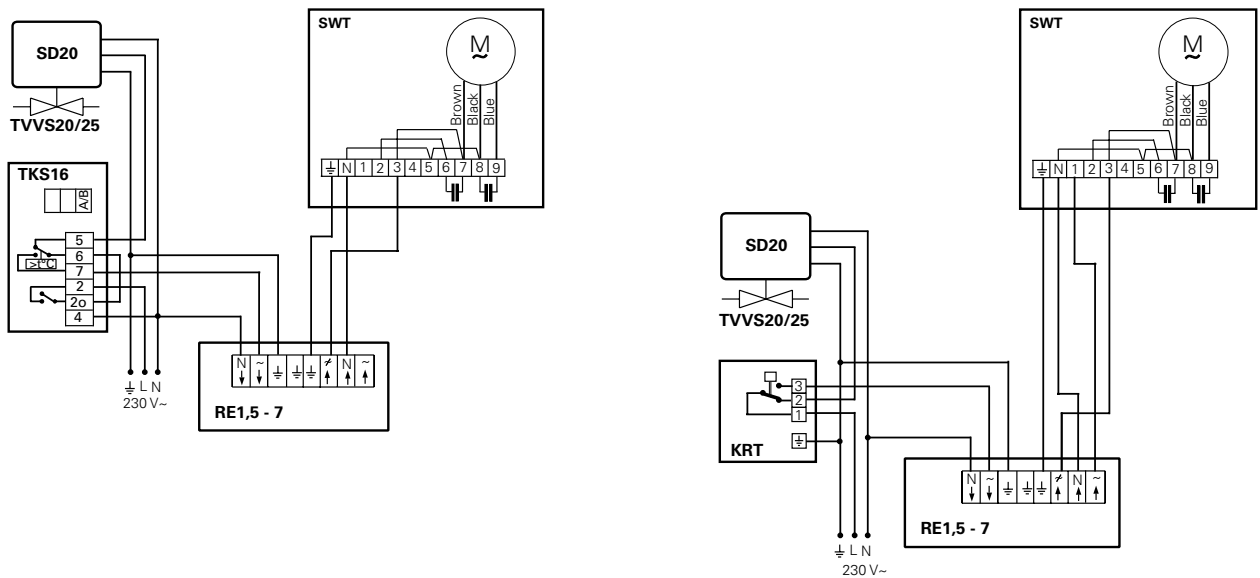 SWT
M
~
SD20
Brown
Black
Blue
TVVS20/25
TKS16
A/B
⏚ N 1 2 3 4 5 6 7 8 9
5
6
>t°C
7
2
2o
4
N ~ ⏚ ⏚ ⏚ ≁ N ~
↓ ↓ ↑ ↑ ↑
⏚ L N
230 V~
RE1,5 - 7
SWT
M
~
Brown
Black
Blue
⏚ N 1 2 3 4 5 6 7 8 9
SD20
TVVS20/25
3
2
1
⏚
KRT
N ~ ⏚ ⏚ ⏚ ≁ N ~
↓ ↓ ↑ ↑ ↑
RE1,5 - 7
⏚ L N
230 V~